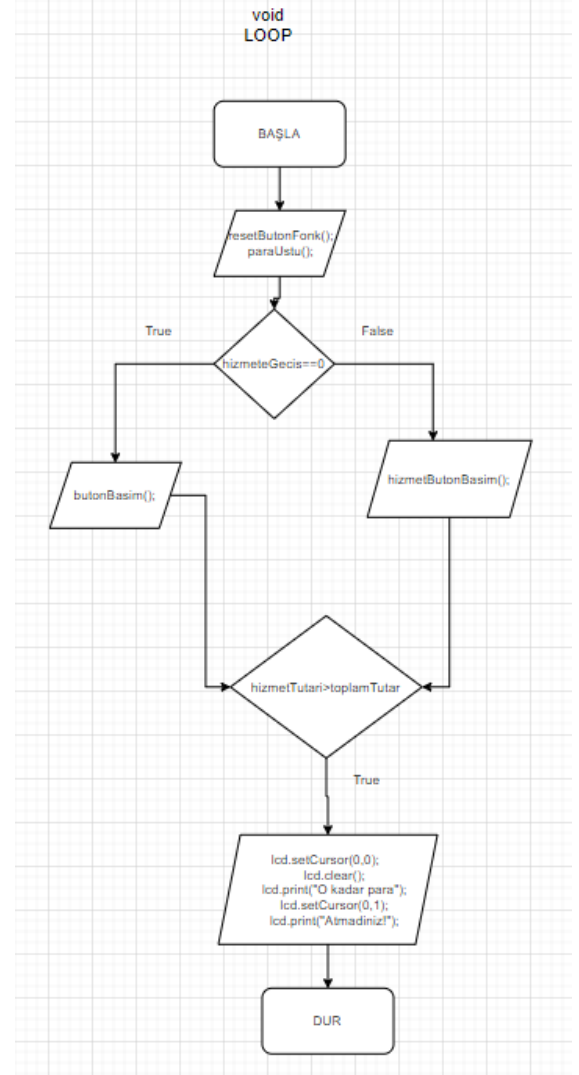 void
LOOP
BAŞLA
resetButonFonk();
paraUstu();
True
False
hizmeteGecis==0
butonBasim();
hizmetButonBasim();
hizmetTutari>toplamTutar
True
lcd.setCursor(0,0);
lcd.clear();
lcd.print("O kadar para");
lcd.setCursor(0,1);
lcd.print("Atmadiniz!");
DUR